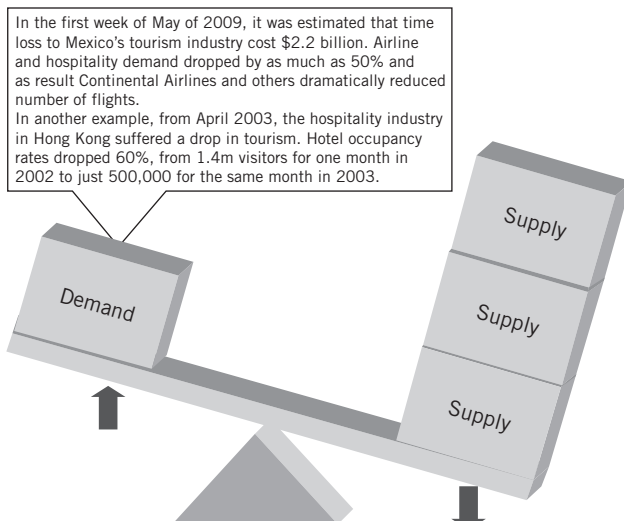 In the first week of May of 2009, it was estimated that time
loss to Mexico’s tourism industry cost $2.2 billion. Airline
and hospitality demand dropped by as much as 50% and
as result Continental Airlines and others dramatically reduced
number of flights.
In another example, from April 2003, the hospitality industry
in Hong Kong suffered a drop in tourism. Hotel occupancy
rates dropped 60%, from 1.4m visitors for one month in
2002 to just 500,000 for the same month in 2003.
Demand
Supply
Supply
Supply